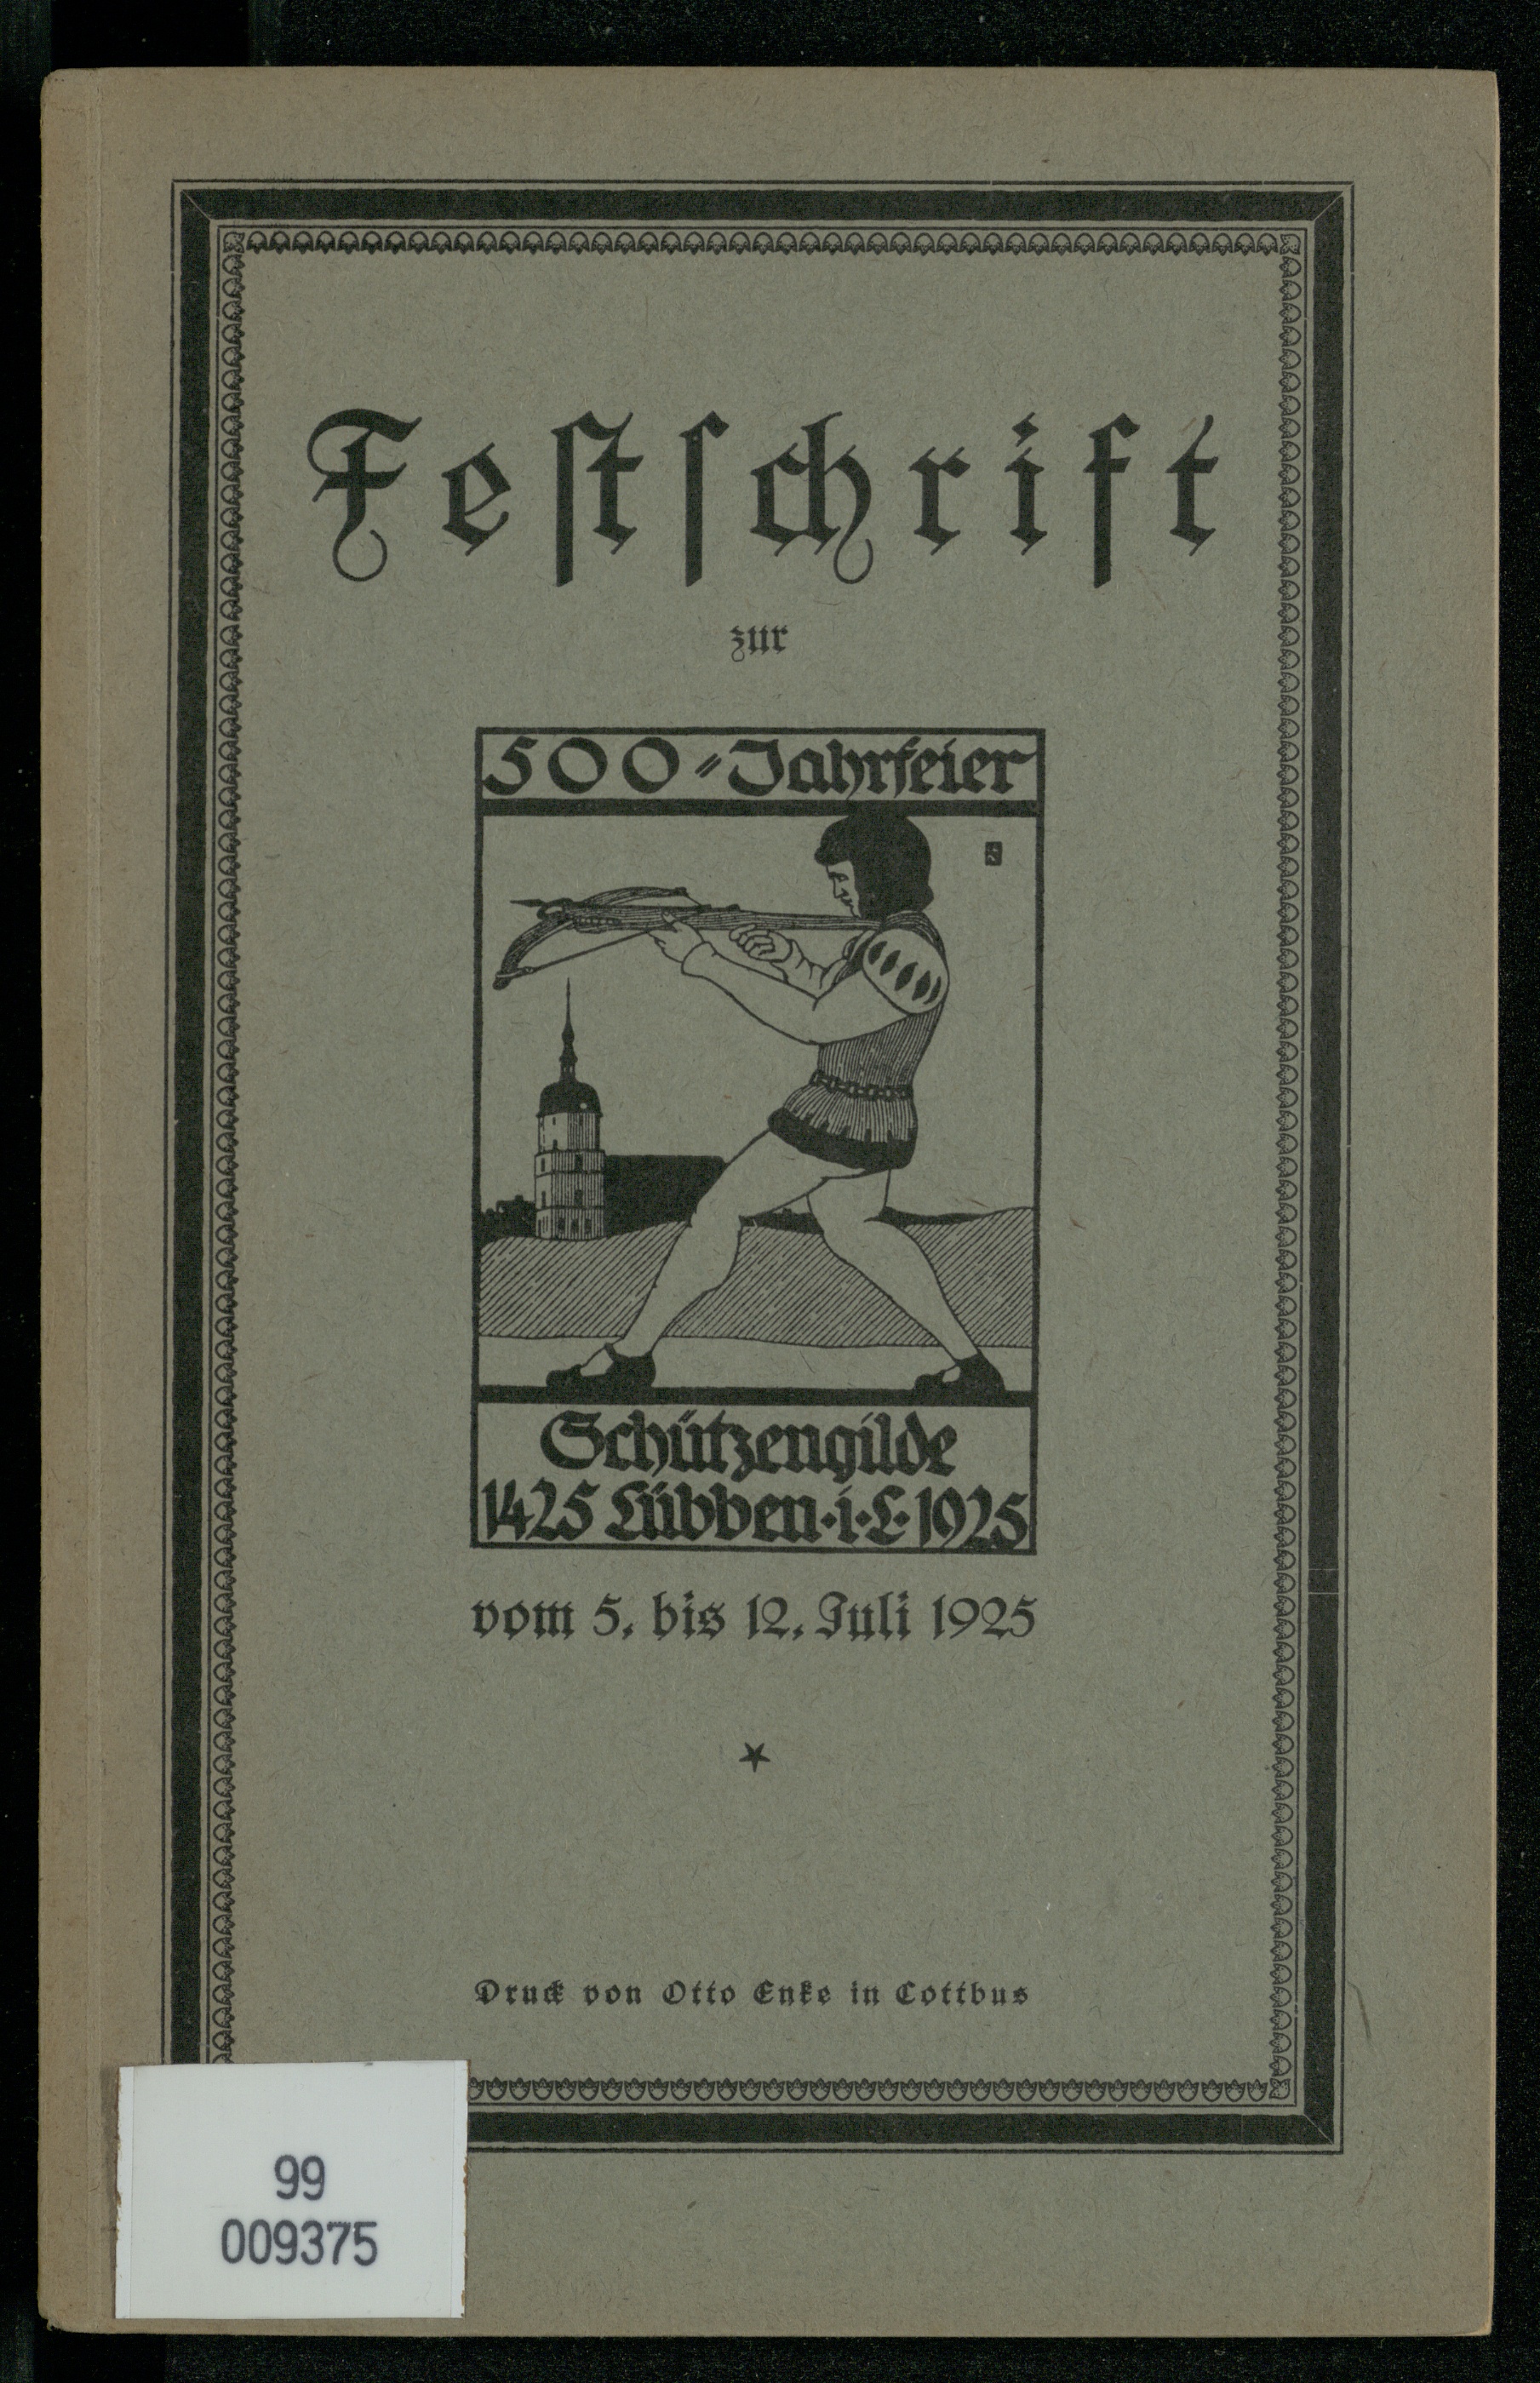 Festschrift
zur
500-Jahrfeier
Schützengilde
1425 Lübben·i·L·1925
vom 5. bis 12. Juli 1925
Druck von Otto Enke in Cottbus
99
009375